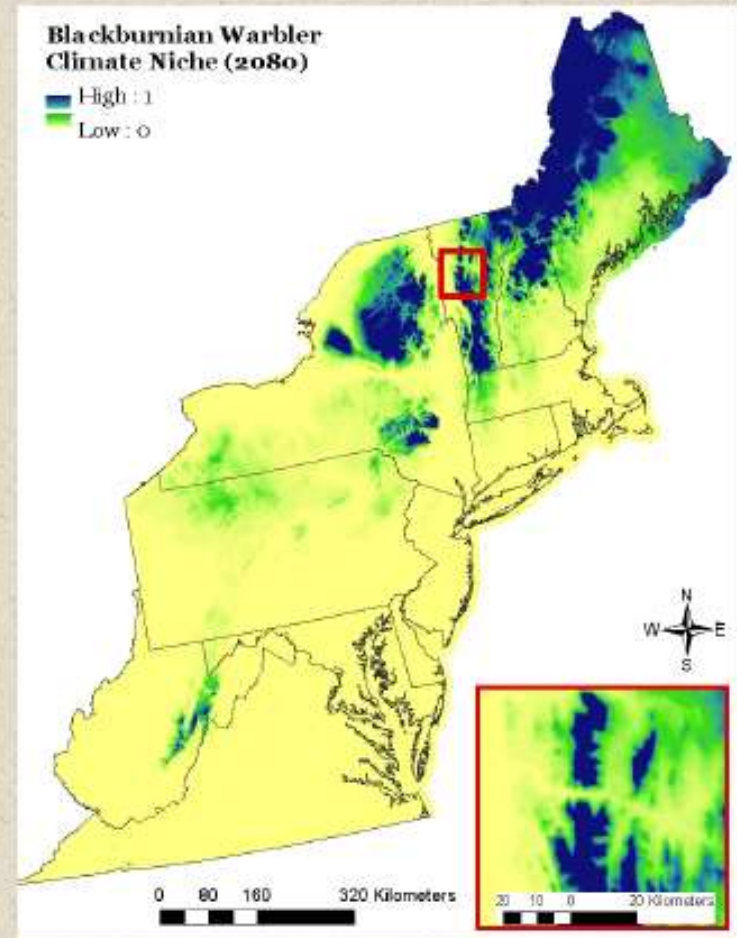 Blackburnian Warbler
Climate Niche (2080)
High : 1
Low : 0
N
W E
S
0 80 160 320 Kilometers
20 10 0 20 Kilometers